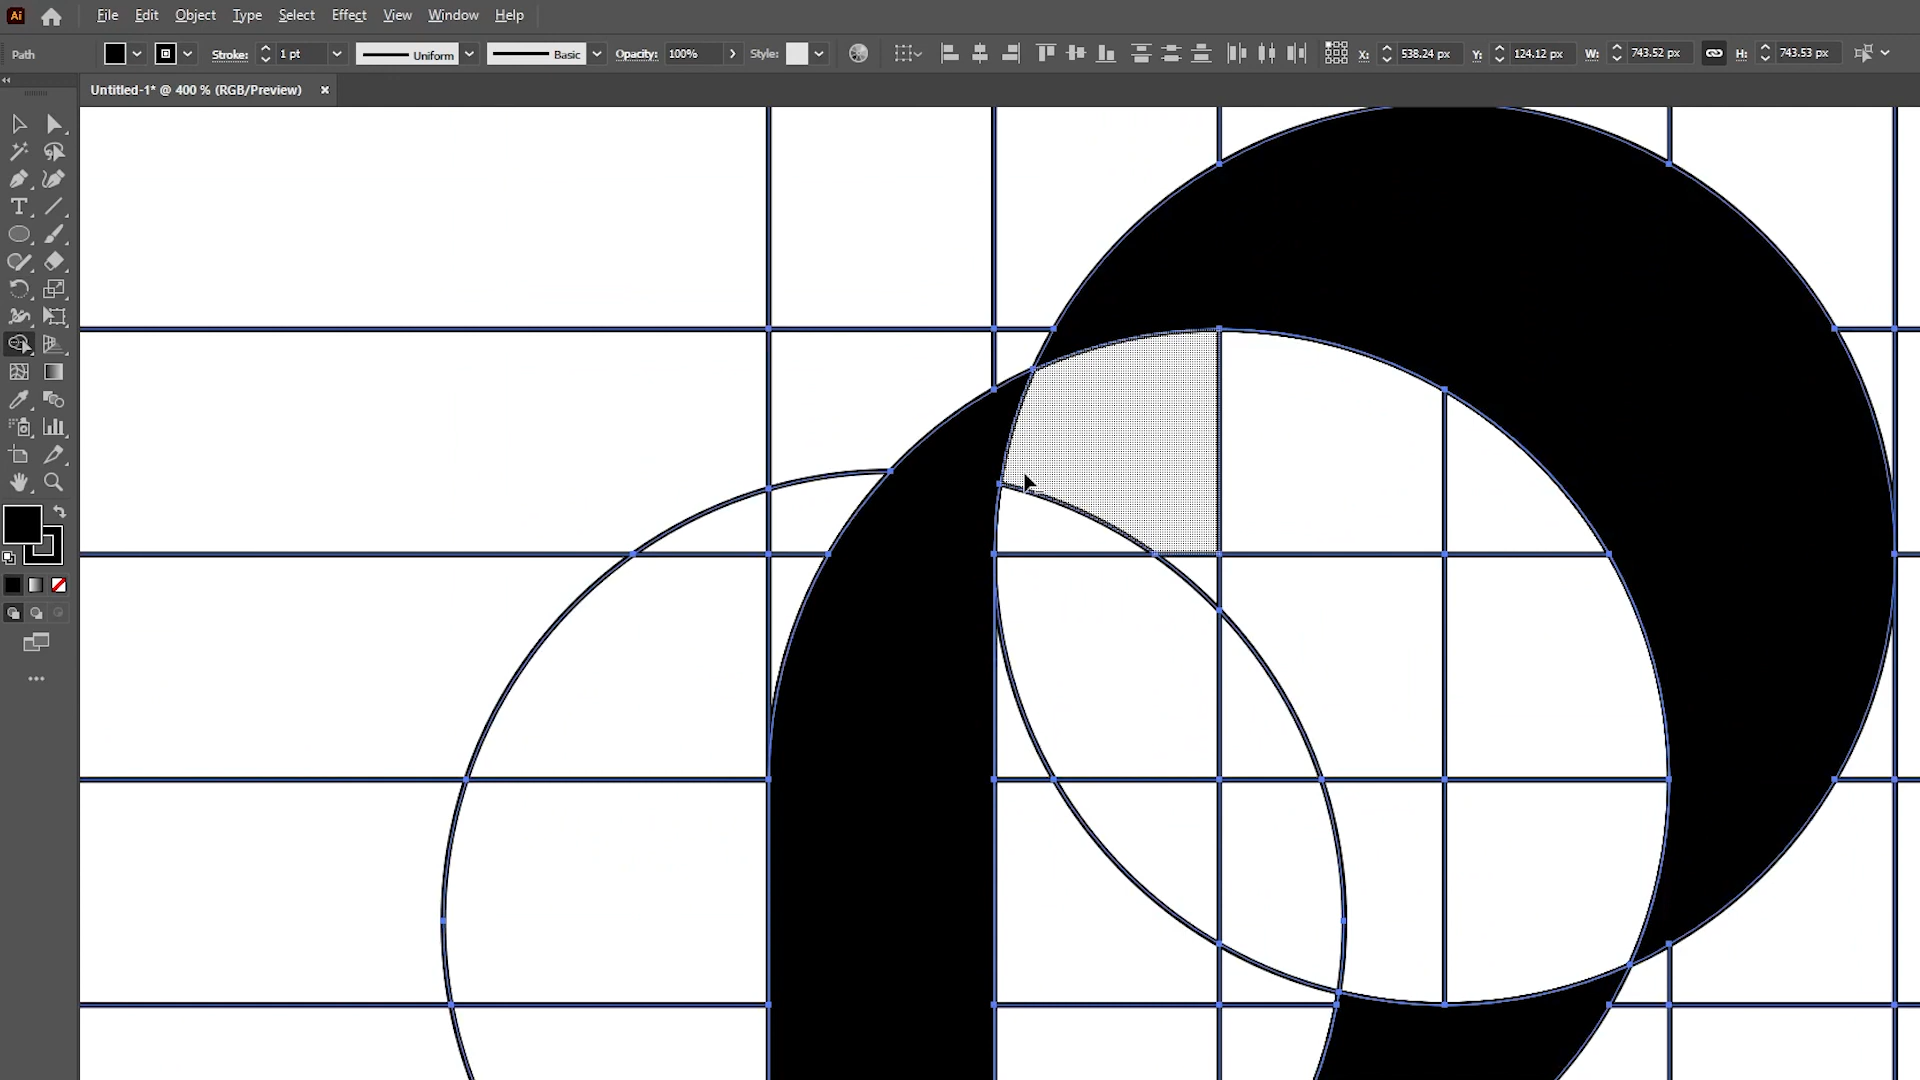 Ai File Edit Object Type Select Effect View Window Help
Path Stroke: 1 pt Uniform Basic Opacity: 100% Style: X: 538.24 px Y: 124.12 px W: 743.52 px H: 743.53 px
Untitled-1* @ 400 % (RGB/Preview)